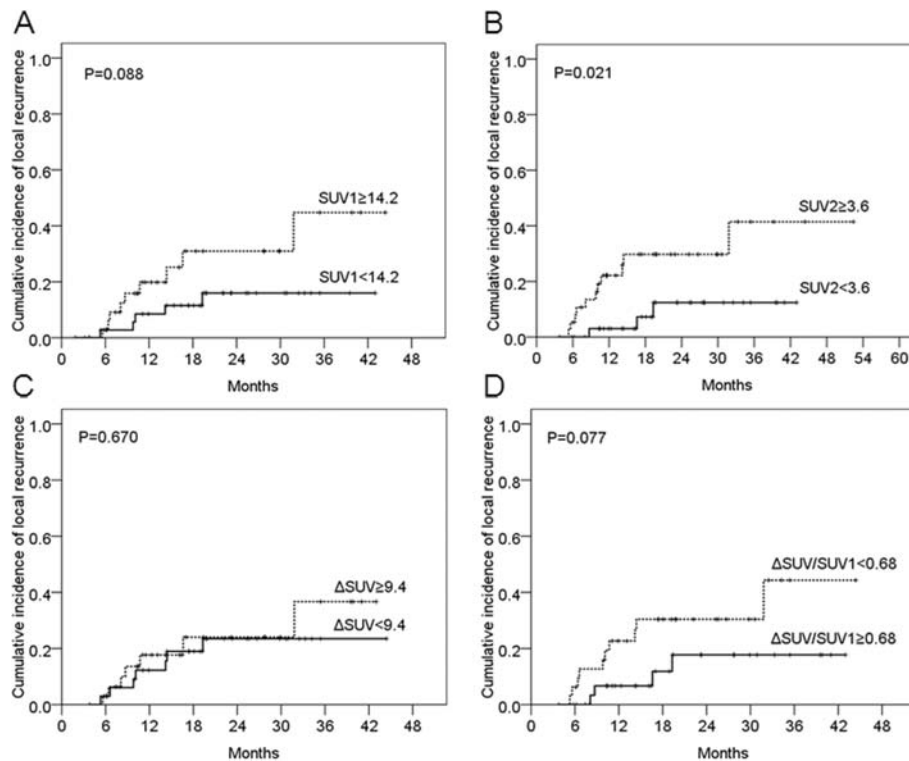 A
Cumulative incidence of local recurrence
1.0
0.8
0.6
0.4
0.2
0.0
P=0.088
SUV1≥14.2
SUV1<14.2
0 6 12 18 24 30 36 42 48
Months
B
Cumulative incidence of local recurrence
1.0
0.8
0.6
0.4
0.2
0.0
P=0.021
SUV2≥3.6
SUV2<3.6
0 6 12 18 24 30 36 42 48 54 60
Months
C
Cumulative incidence of local recurrence
1.0
0.8
0.6
0.4
0.2
0.0
P=0.670
ΔSUV≥9.4
ΔSUV<9.4
0 6 12 18 24 30 36 42 48
Months
D
Cumulative incidence of local recurrence
1.0
0.8
0.6
0.4
0.2
0.0
P=0.077
ΔSUV/SUV1<0.68
ΔSUV/SUV1≥0.68
0 6 12 18 24 30 36 42 48
Months